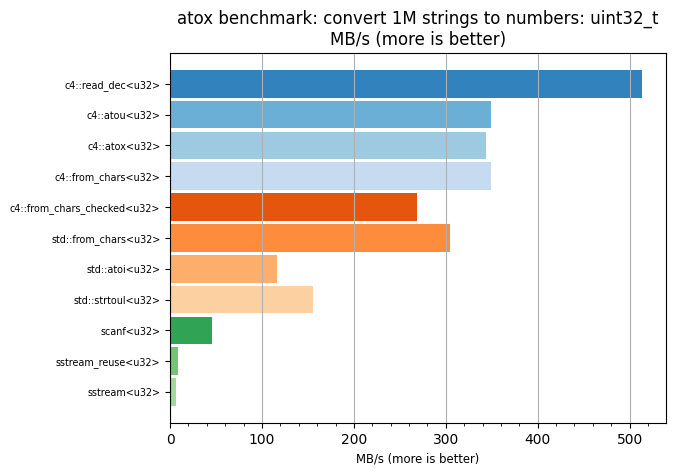 atox benchmark: convert 1M strings to numbers: uint32_t
MB/s (more is better)
c4::read_dec<u32>
c4::atou<u32>
c4::atox<u32>
c4::from_chars<u32>
c4::from_chars_checked<u32>
std::from_chars<u32>
std::atoi<u32>
std::strtoul<u32>
scanf<u32>
sstream_reuse<u32>
sstream<u32>
0 100 200 300 400 500
MB/s (more is better)